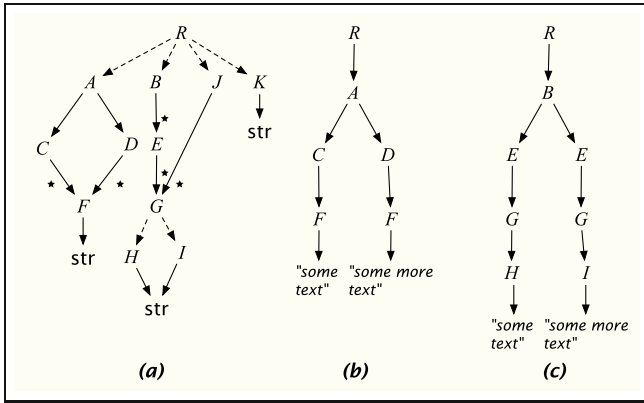 R R R
A B J K A B
str
C D E C D E E
F G F F G G
str H I "some text" "some more text" H I
str "some text" "some more text"
(a) (b) (c)